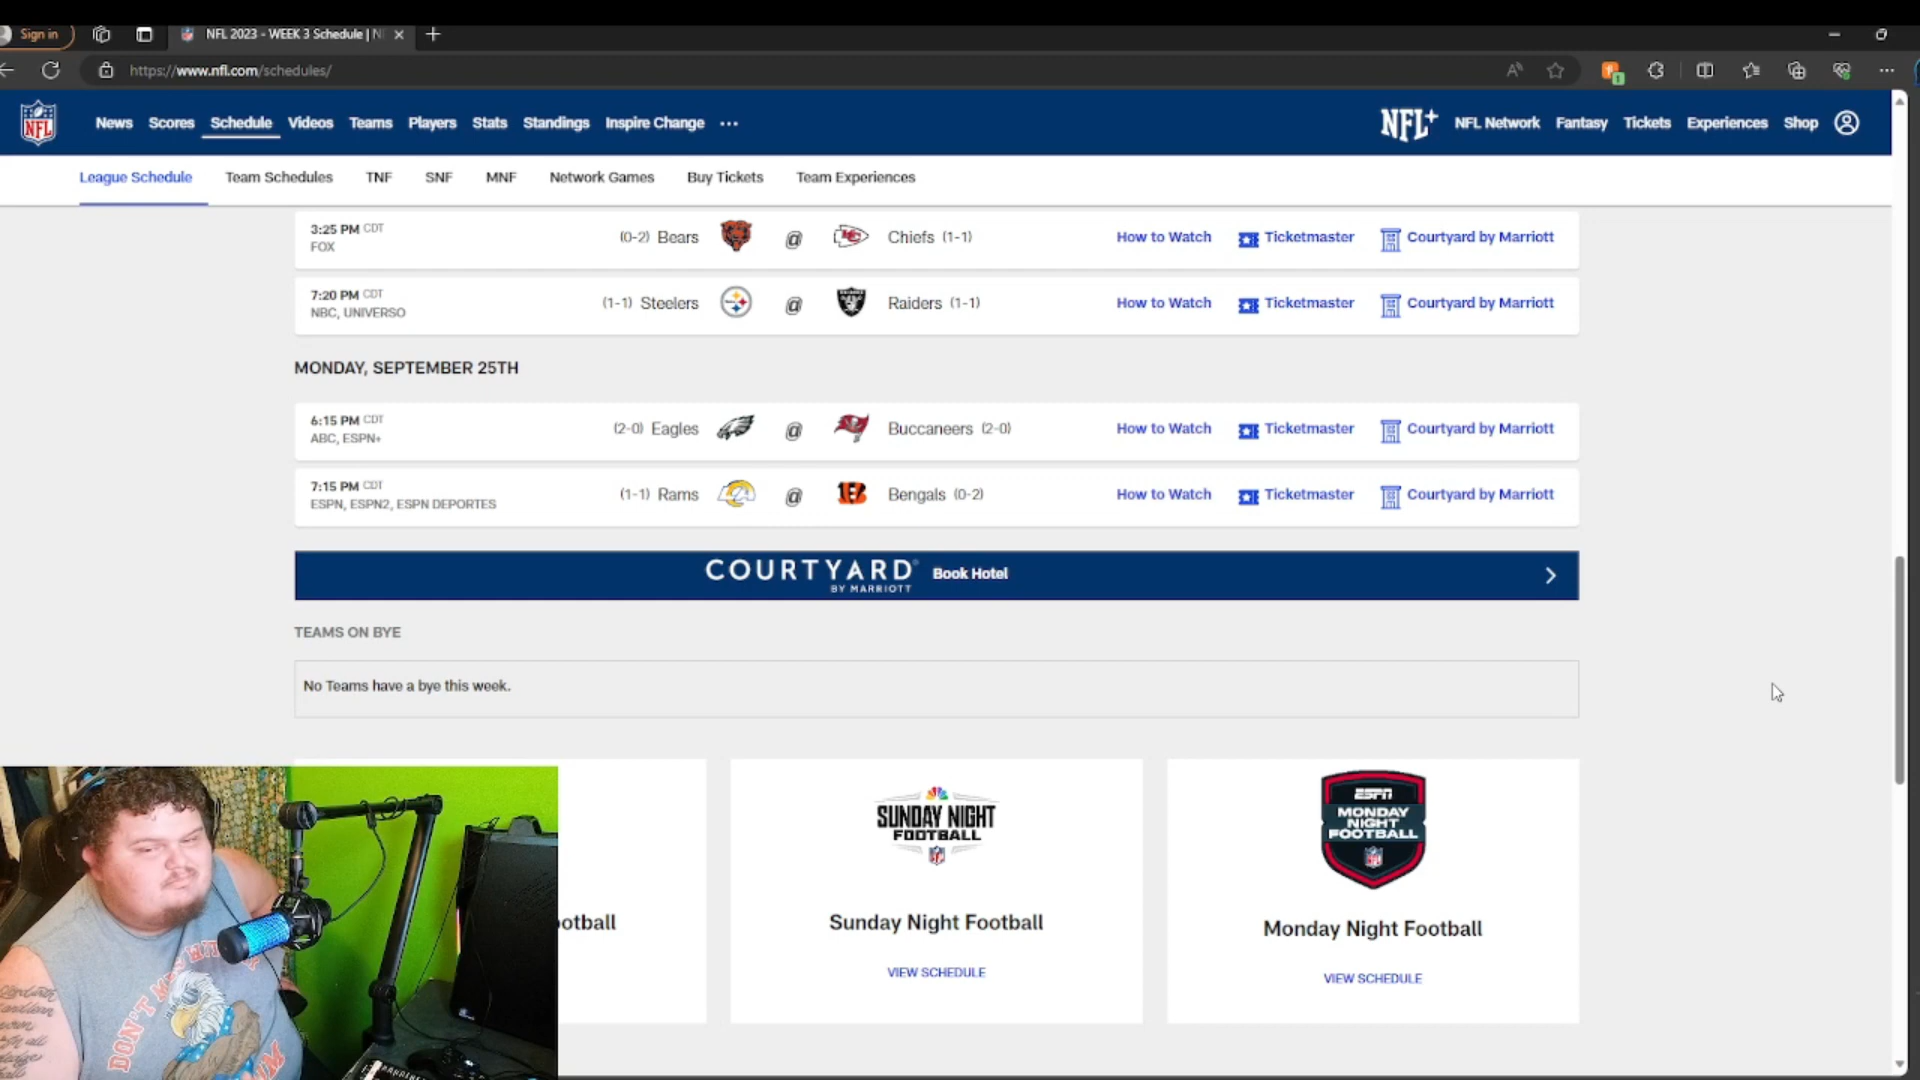 Sign in
NFL 2023 - WEEK 3 Schedule | N
https://www.nfl.com/schedules/
NFL News Scores Schedule Videos Teams Players Stats Standings Inspire Change ... NFL+ NFL Network Fantasy Tickets Experiences Shop
League Schedule Team Schedules TNF SNF MNF Network Games Buy Tickets Team Experiences
3:25 PM CDT
FOX
(0-2) Bears @ Chiefs (1-1) How to Watch Ticketmaster Courtyard by Marriott
7:20 PM CDT
NBC, UNIVERSO
(1-1) Steelers @ Raiders (1-1) How to Watch Ticketmaster Courtyard by Marriott
MONDAY, SEPTEMBER 25TH
6:15 PM CDT
ABC, ESPN+
(2-0) Eagles @ Buccaneers (2-0) How to Watch Ticketmaster Courtyard by Marriott
7:15 PM CDT
ESPN, ESPN2, ESPN DEPORTES
(1-1) Rams @ Bengals (0-2) How to Watch Ticketmaster Courtyard by Marriott
COURTYARD Book Hotel
BY MARRIOTT
TEAMS ON BYE
No Teams have a bye this week.
otball
SUNDAY NIGHT
FOOTBALL
Sunday Night Football
VIEW SCHEDULE
ESPN
MONDAY
NIGHT
FOOTBALL
Monday Night Football
VIEW SCHEDULE
DON'T